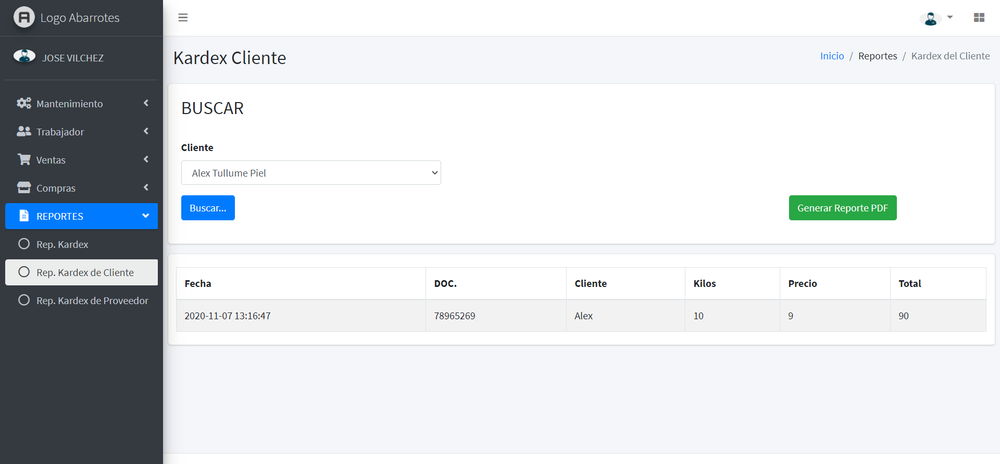 Logo Abarrotes
JOSE VILCHEZ
Mantenimiento
Trabajador
Ventas
Compras
REPORTES
Rep. Kardex
Rep. Kardex de Cliente
Rep. Kardex de Proveedor
Kardex Cliente
Inicio / Reportes / Kardex del Cliente
BUSCAR
Cliente
Alex Tullume Piel
Buscar...
Generar Reporte PDF
Fecha DOC. Cliente Kilos Precio Total
2020-11-07 13:16:47 78965269 Alex 10 9 90